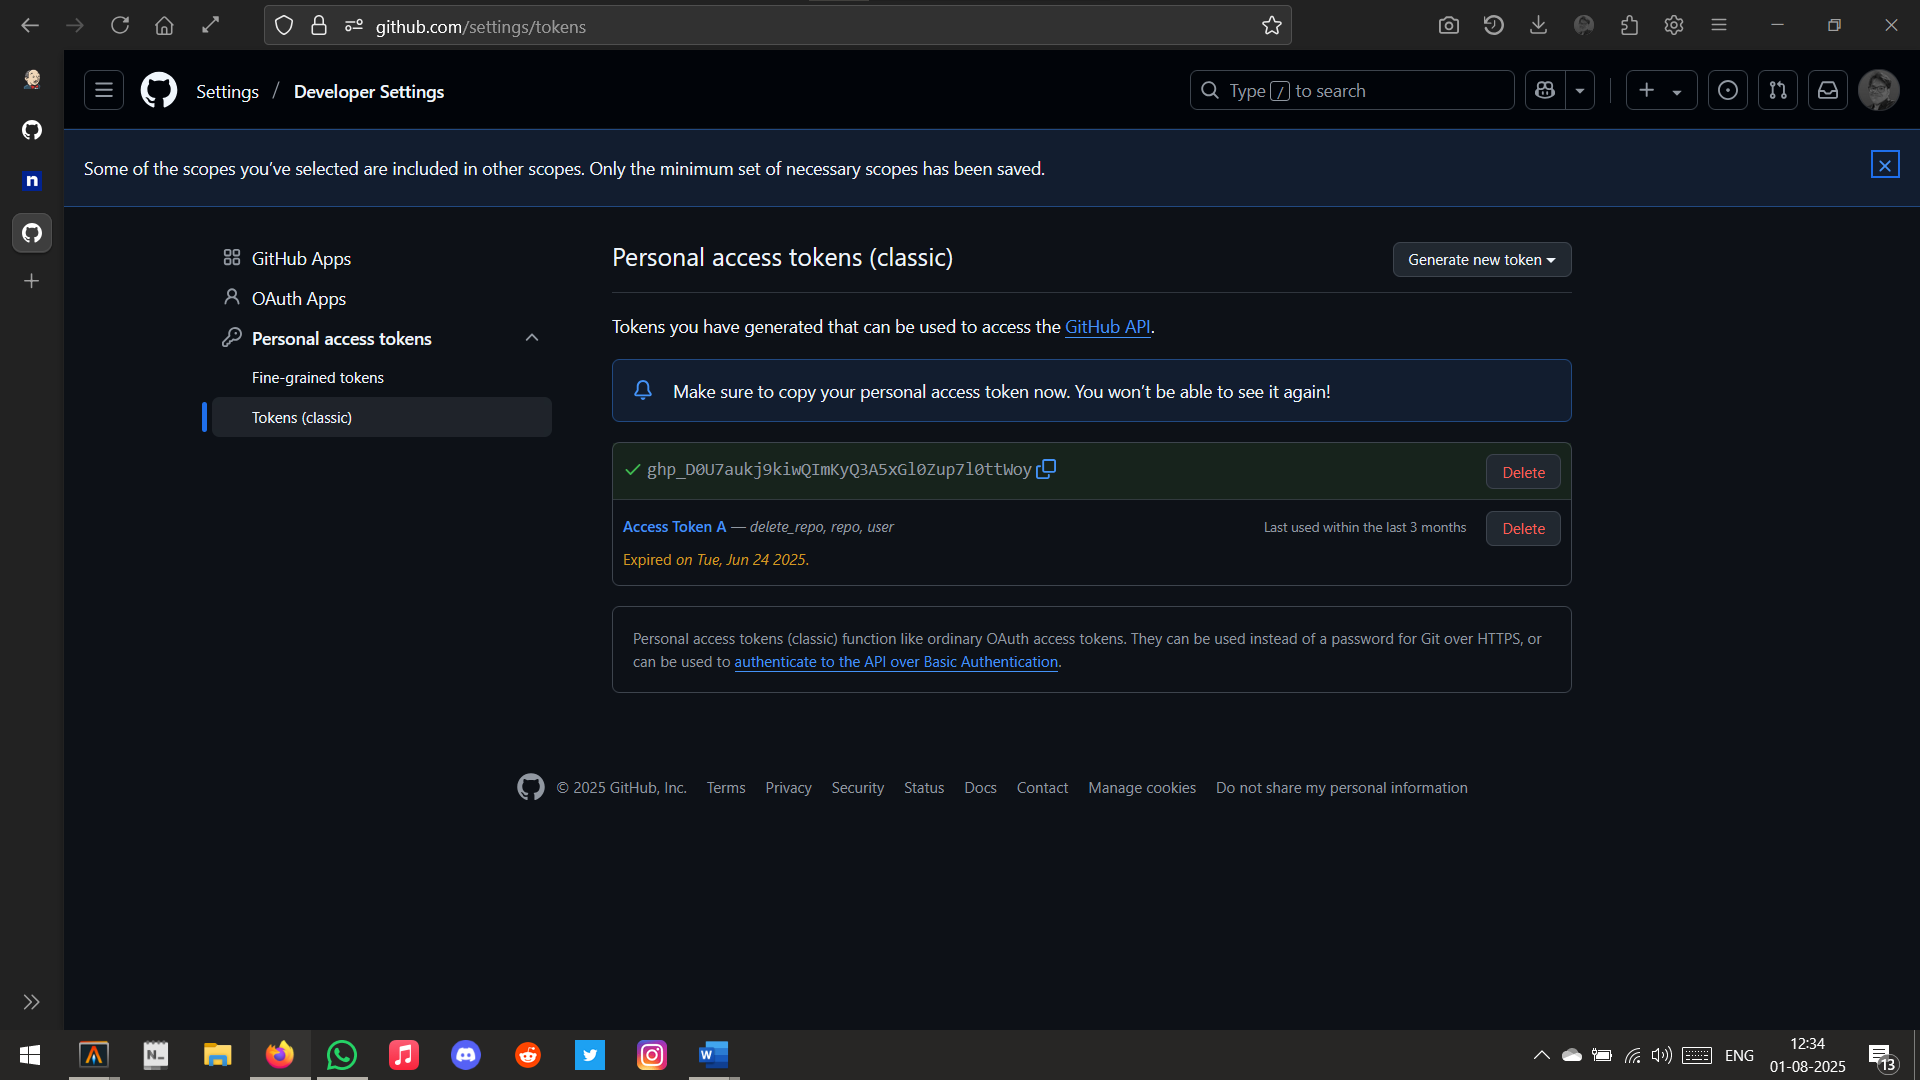 github.com/settings/tokens
Settings / Developer Settings
Type / to search
Some of the scopes you’ve selected are included in other scopes. Only the minimum set of necessary scopes has been saved.
GitHub Apps
OAuth Apps
Personal access tokens
Fine-grained tokens
Tokens (classic)
Personal access tokens (classic)
Generate new token
Tokens you have generated that can be used to access the GitHub API.
Make sure to copy your personal access token now. You won’t be able to see it again!
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
Delete
Access Token A — delete_repo, repo, user
Last used within the last 3 months
Delete
Expired on Tue, Jun 24 2025.
Personal access tokens (classic) function like ordinary OAuth access tokens. They can be used instead of a password for Git over HTTPS, or
can be used to authenticate to the API over Basic Authentication.
© 2025 GitHub, Inc. Terms Privacy Security Status Docs Contact Manage cookies Do not share my personal information
ENG
12:34
01-08-2025
13